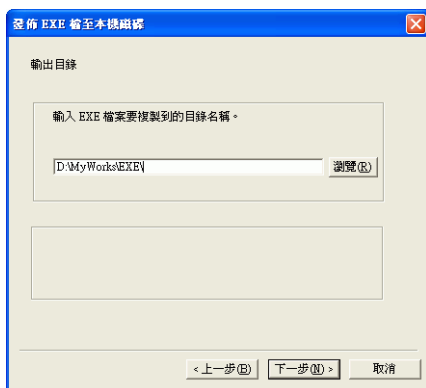 發佈 EXE 檔至本機磁碟
輸出目錄
輸入 EXE 檔案要複製到的目錄名稱。
D:\MyWorks\EXE\
瀏覽(R)
<上一步(B)
下一步(N)>
取消